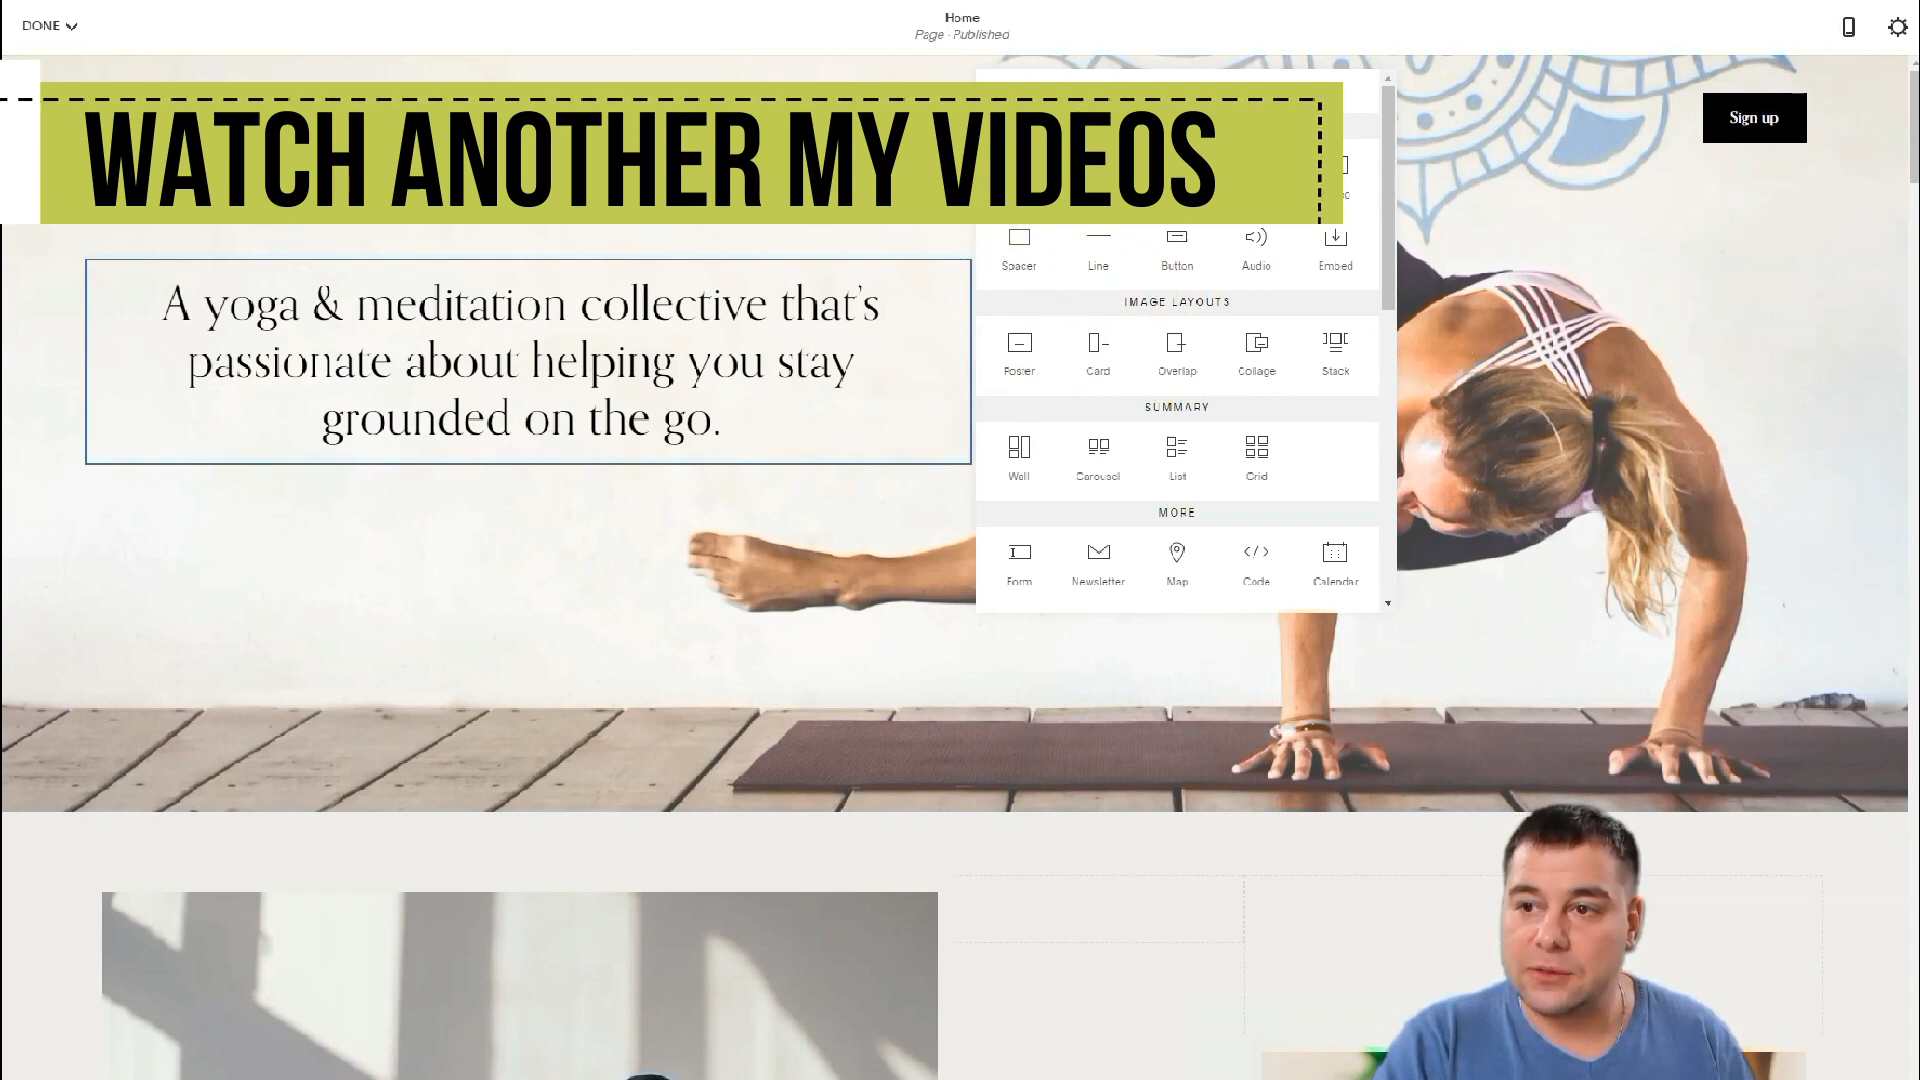 DONE
Home
Page · Published
WATCH ANOTHER MY VIDEOS
Sign up
A yoga & meditation collective that's
passionate about helping you stay
grounded on the go.
Spacer Line Button Audio Embed
IMAGE LAYOUTS
Poster Card Overlap Collage Stack
SUMMARY
Wall Carousel List Grid
MORE
Form Newsletter Map Code Calendar